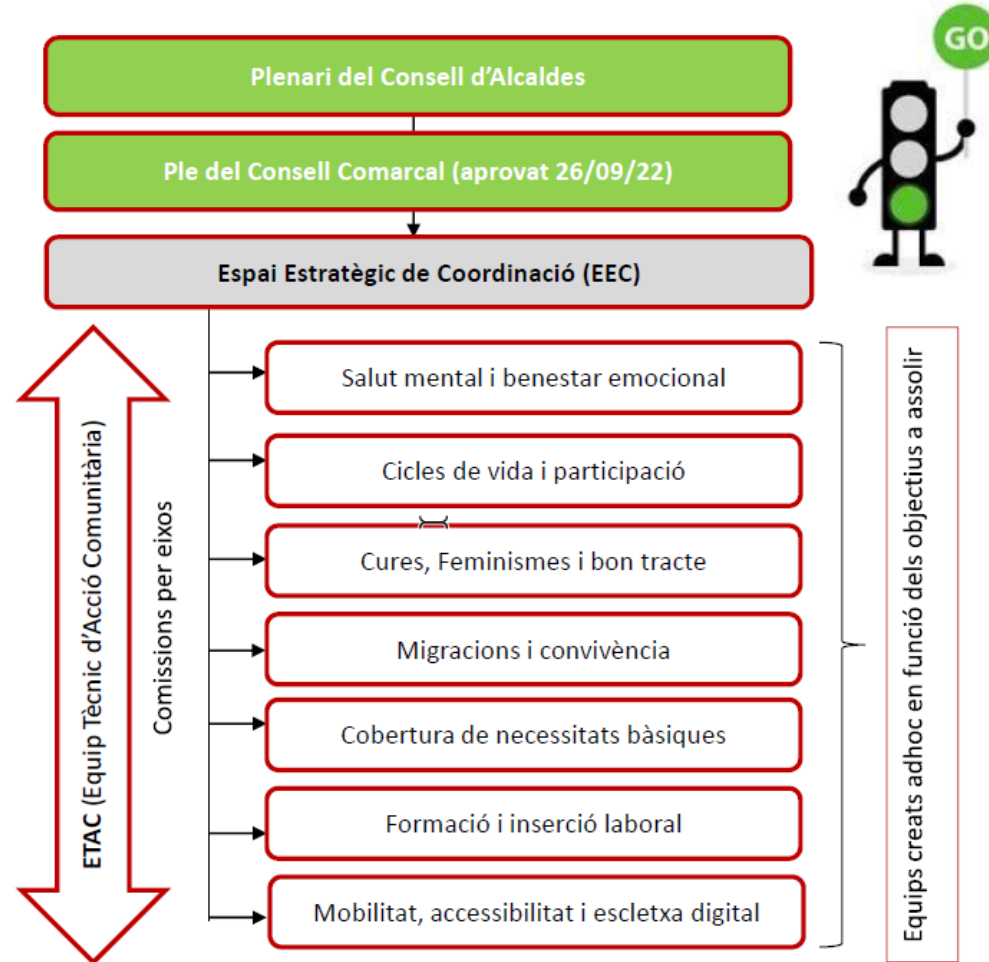 GO
Plenari del Consell d’Alcaldes
Ple del Consell Comarcal (aprovat 26/09/22)
Espai Estratègic de Coordinació (EEC)
ETAC (Equip Tècnic d’Acció Comunitària)
Comissions per eixos
Salut mental i benestar emocional
Cicles de vida i participació
Cures, Feminismes i bon tracte
Migracions i convivència
Cobertura de necessitats bàsiques
Formació i inserció laboral
Mobilitat, accessibilitat i escletxa digital
Equips creats adhoc en funció dels objectius a assolir